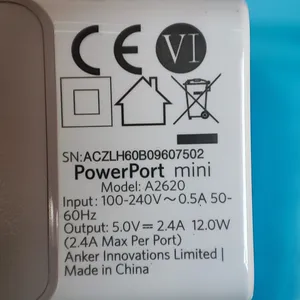 CE VI
SN:ACZLH60B09607502
PowerPort mini
Model: A2620
Input: 100-240V~0.5A 50-
60Hz
Output: 5.0V⎓2.4A 12.0W
(2.4A Max Per Port)
Anker Innovations Limited |
Made in China